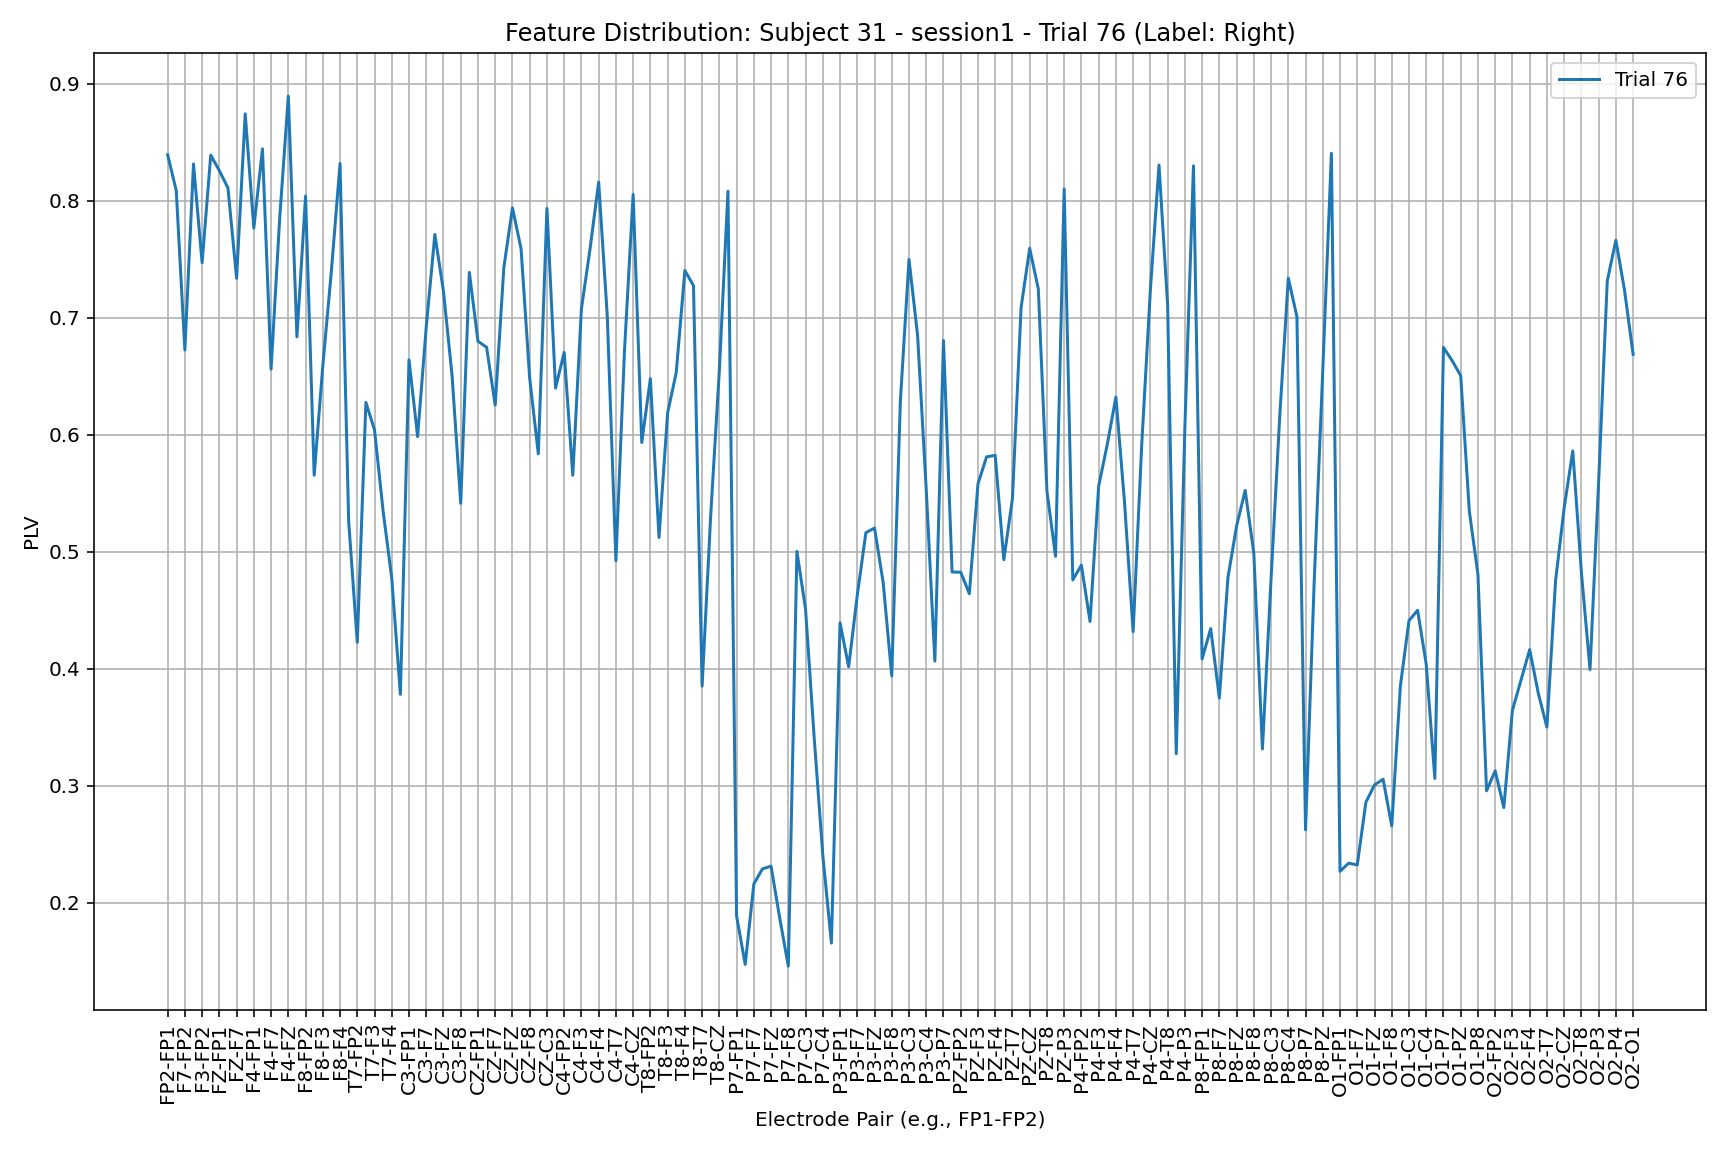 Feature Distribution: Subject 31 - session1 - Trial 76 (Label: Right)
Trial 76
PLV
0.9
0.8
0.7
0.6
0.5
0.4
0.3
0.2
FP2-FP1
F7-FP2
F3-FP2
FZ-FP1
FZ-F7
F4-FP1
F4-F7
F4-FZ
F8-FP2
F8-F3
F8-F4
T7-FP2
T7-F3
T7-F4
C3-FP1
C3-F7
C3-FZ
C3-F8
CZ-FP1
CZ-F7
CZ-FZ
CZ-F8
CZ-C3
C4-FP2
C4-F3
C4-F4
C4-T7
C4-CZ
T8-FP2
T8-F3
T8-F4
T8-T7
T8-CZ
P7-FP1
P7-F7
P7-FZ
P7-F8
P7-C3
P7-C4
P3-FP1
P3-F7
P3-FZ
P3-F8
P3-C3
P3-C4
P3-P7
PZ-FP2
PZ-F3
PZ-F4
PZ-T7
PZ-CZ
PZ-T8
PZ-P3
P4-FP2
P4-F3
P4-F4
P4-T7
P4-CZ
P4-T8
P4-P3
P8-FP1
P8-F7
P8-FZ
P8-F8
P8-C3
P8-C4
P8-P7
P8-PZ
O1-FP1
O1-F7
O1-FZ
O1-F8
O1-C3
O1-C4
O1-P7
O1-PZ
O1-P8
O2-FP2
O2-F3
O2-F4
O2-T7
O2-CZ
O2-T8
O2-P3
O2-P4
O2-O1
Electrode Pair (e.g., FP1-FP2)